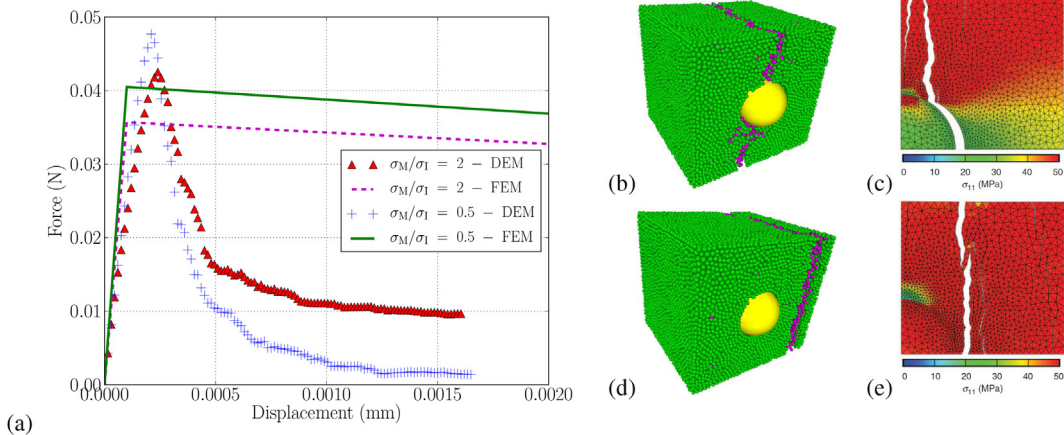 0.05
0.04
0.03
0.02
0.01
0.00
Force (N)
0.0000 0.0005 0.0010 0.0015 0.0020
Displacement (mm)
σM/σI = 2 − DEM
σM/σI = 2 − FEM
σM/σI = 0.5 − DEM
σM/σI = 0.5 − FEM
(a)
(b)
0 10 20 30 40 50
σ11 (MPa)
(c)
(d)
0 10 20 30 40 50
σ11 (MPa)
(e)